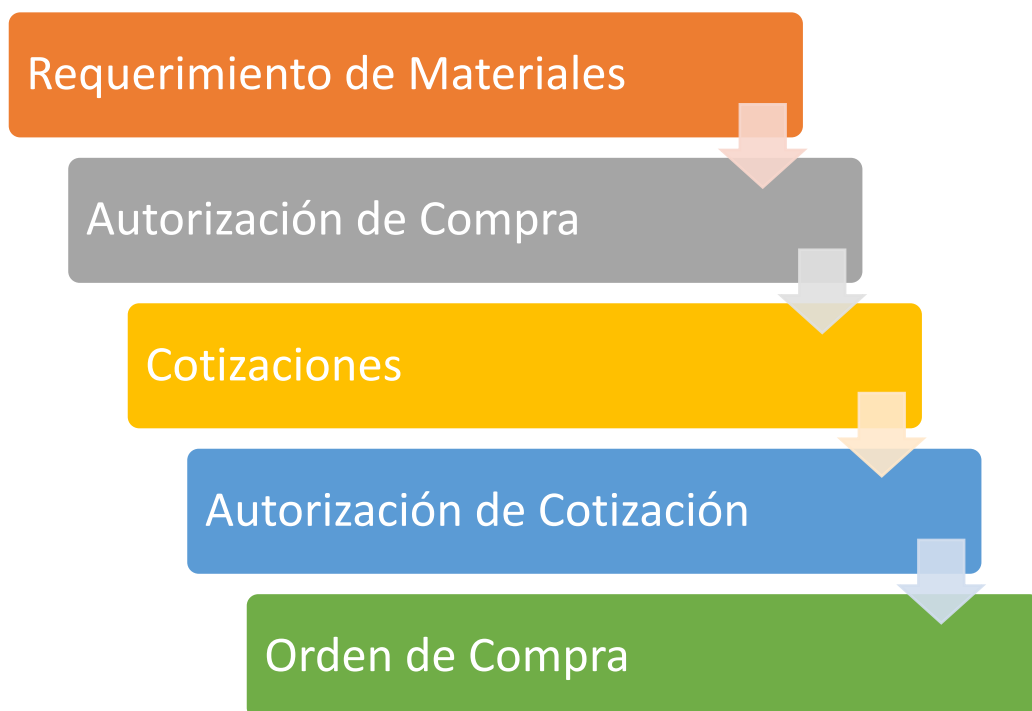 Requerimiento de Materiales
Autorización de Compra
Cotizaciones
Autorización de Cotización
Orden de Compra